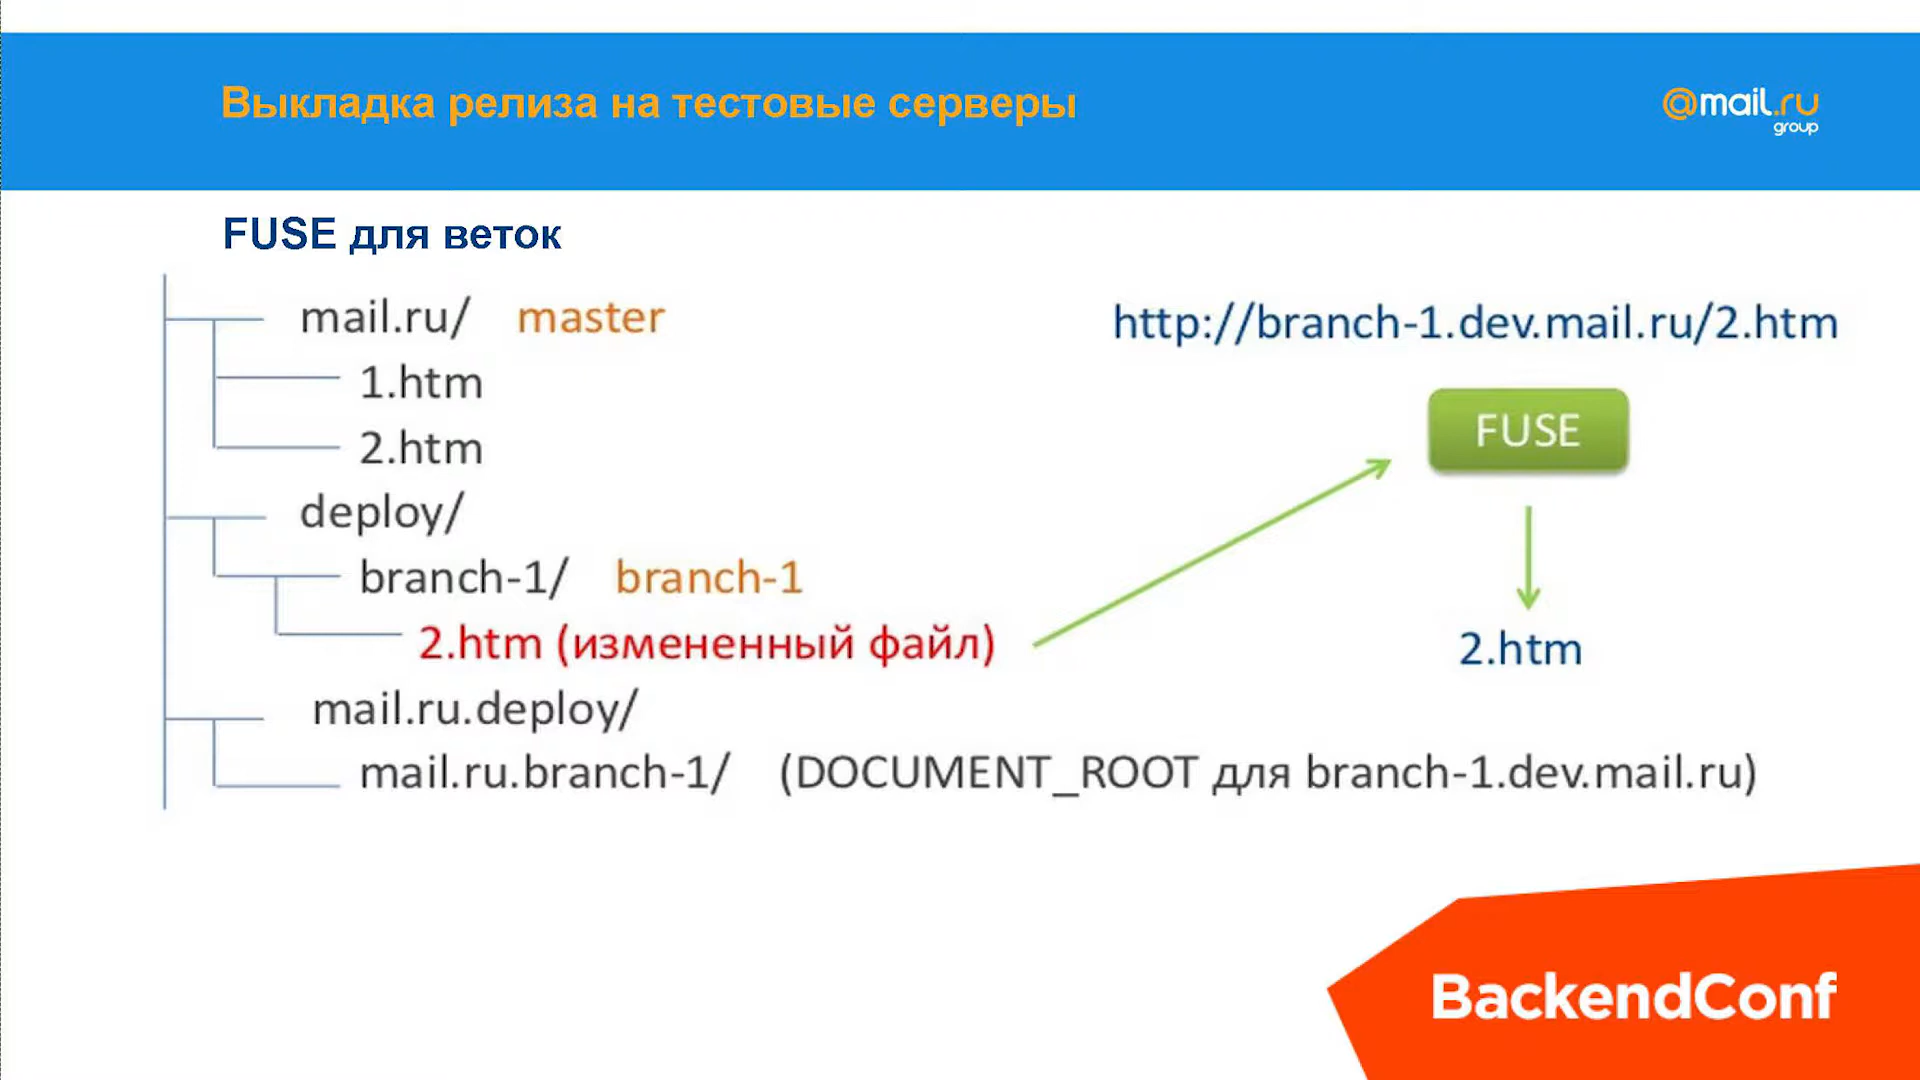 Выкладка релиза на тестовые серверы
@mail.ru
group
FUSE для веток
mail.ru/ master
http://branch-1.dev.mail.ru/2.htm
1.htm
FUSE
2.htm
deploy/
branch-1/ branch-1
2.htm (измененный файл)
2.htm
mail.ru.deploy/
mail.ru.branch-1/ (DOCUMENT_ROOT для branch-1.dev.mail.ru)
BackendConf